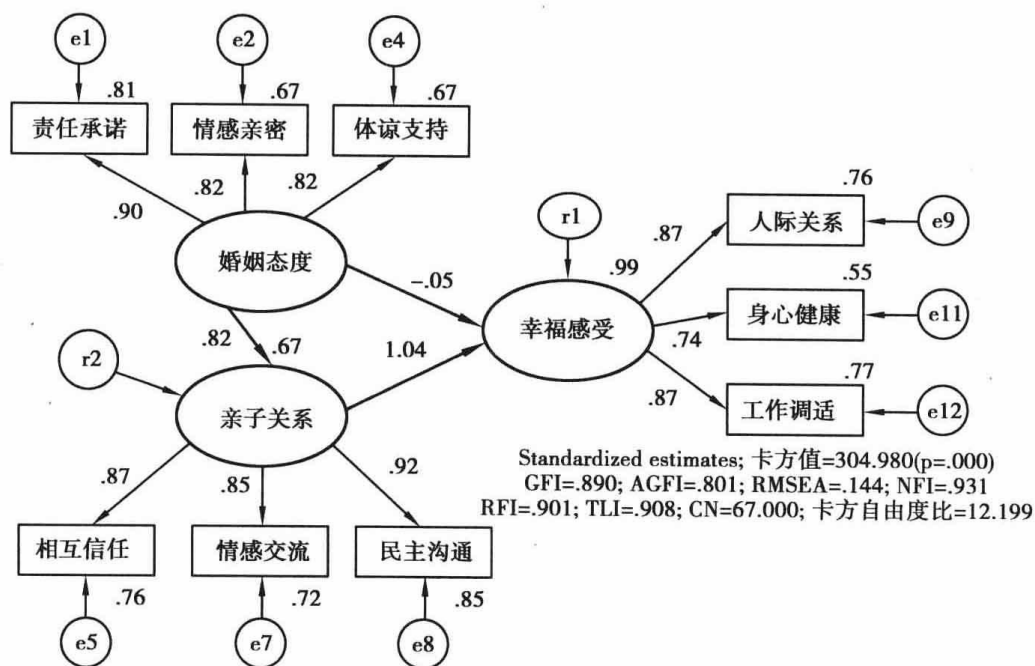 e1
e2
e4
.81
.67
.67
责任承诺
情感亲密
体谅支持
.90
.82
.82
婚姻态度
r1
.99
.76
人际关系
e9
.87
-.05
幸福感受
.55
身心健康
e11
.74
.82
.67
1.04
r2
亲子关系
.87
.77
工作调适
e12
Standardized estimates; 卡方值=304.980(p=.000)
GFI=.890; AGFI=.801; RMSEA=.144; NFI=.931
RFI=.901; TLI=.908; CN=67.000; 卡方自由度比=12.199
.87
.85
.92
相互信任
情感交流
民主沟通
.76
.72
.85
e5
e7
e8